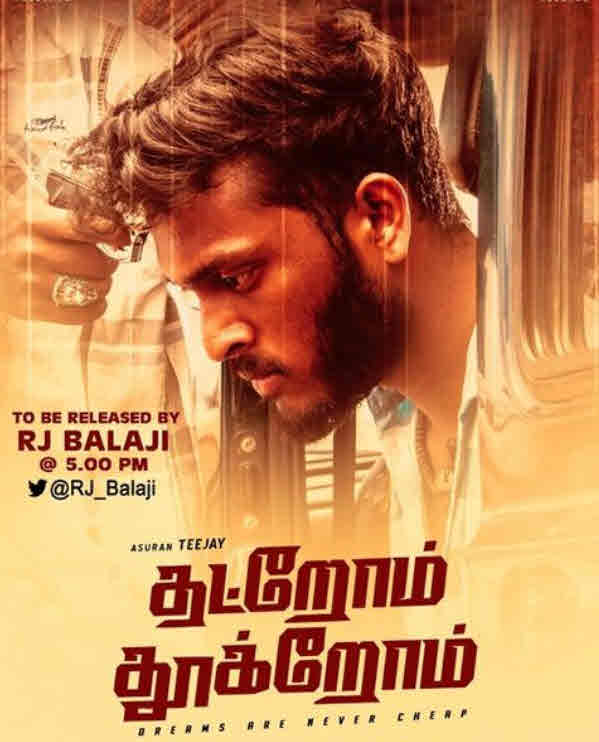 TO BE RELEASED BY
RJ BALAJI
@ 5.00 PM
@RJ_Balaji
ASURAN TEEJAY
தட்றோம்
தூக்றோம்
DREAMS ARE NEVER CHEAP